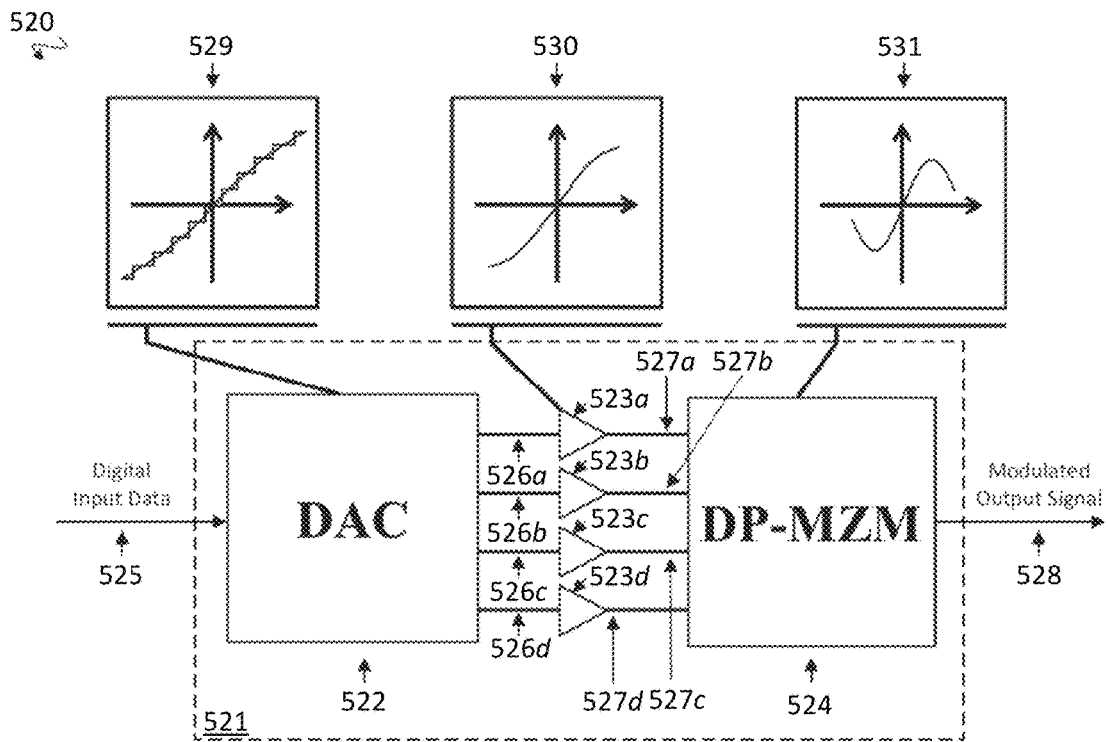 520
529
530
531
527a
527b
523a
523b
523c
523d
Digital
Input Data
525
DAC
526a
526b
526c
526d
DP-MZM
Modulated
Output Signal
528
522
527d
527c
524
521